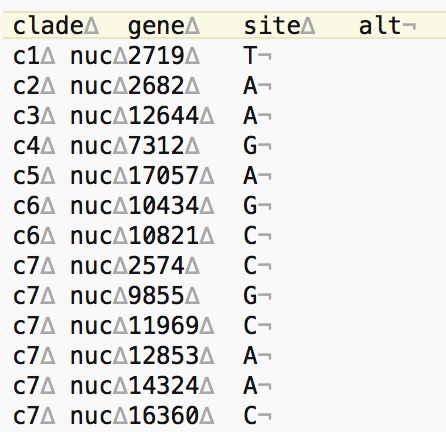 clade∆ gene∆ site∆ alt¬
c1∆ nuc∆2719∆ T¬
c2∆ nuc∆2682∆ A¬
c3∆ nuc∆12644∆ A¬
c4∆ nuc∆7312∆ G¬
c5∆ nuc∆17057∆ A¬
c6∆ nuc∆10434∆ G¬
c6∆ nuc∆10821∆ C¬
c7∆ nuc∆2574∆ C¬
c7∆ nuc∆9855∆ G¬
c7∆ nuc∆11969∆ C¬
c7∆ nuc∆12853∆ A¬
c7∆ nuc∆14324∆ A¬
c7∆ nuc∆16360∆ C¬